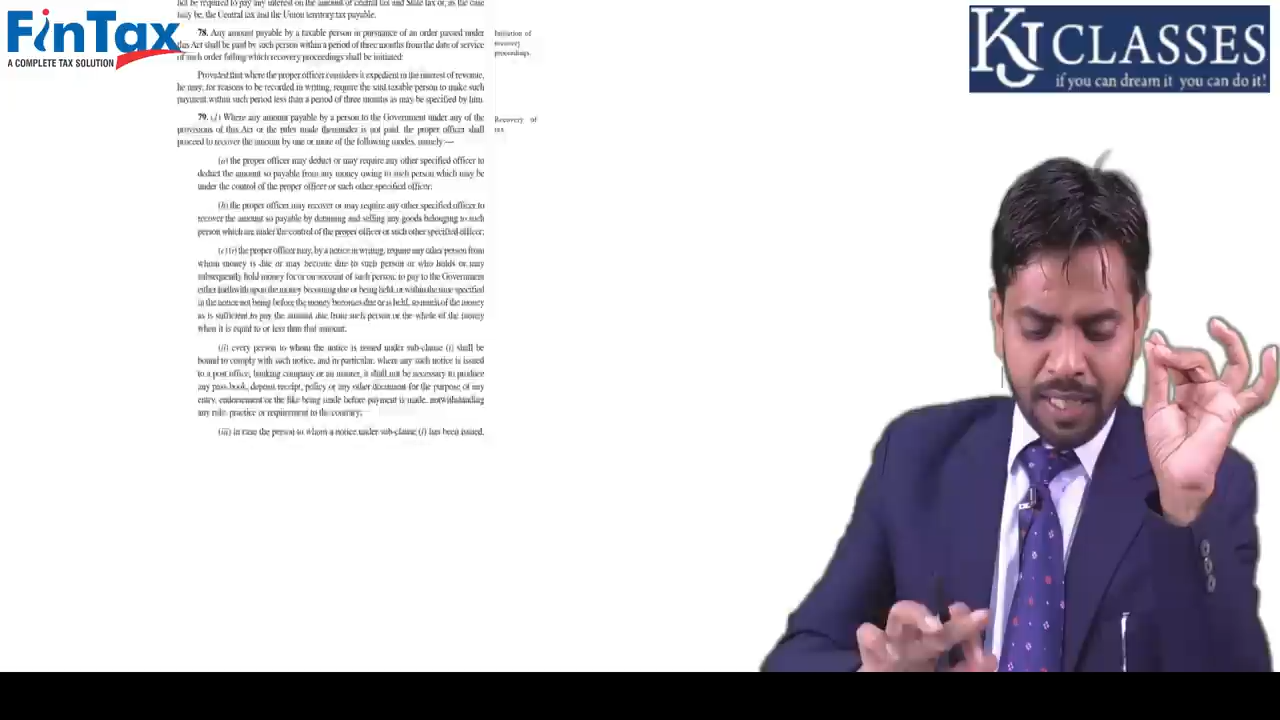 FinTax
A COMPLETE TAX SOLUTION
KJ CLASSES
if you can dream it you can do it!
not be required to pay any interest on the amount of central tax and State tax or, as the case
may be, the Central tax and the Union territory tax payable.
78. Any amount payable by a taxable person in pursuance of an order passed under
this Act shall be paid by such person within a period of three months from the date of service
of such order failing which recovery proceedings shall be initiated:
Initiation of
recovery
proceedings.
Provided that where the proper officer considers it expedient in the interest of revenue,
he may, for reasons to be recorded in writing, require the said taxable person to make such
payment within such period less than a period of three months as may be specified by him.
79. (1) Where any amount payable by a person to the Government under any of the
provisions of this Act or the rules made thereunder is not paid, the proper officer shall
proceed to recover the amount by one or more of the following modes, namely:—
Recovery of
tax.
(a) the proper officer may deduct or may require any other specified officer to
deduct the amount so payable from any money owing to such person which may be
under the control of the proper officer or such other specified officer;
(b) the proper officer may recover or may require any other specified officer to
recover the amount so payable by detaining and selling any goods belonging to such
person which are under the control of the proper officer or such other specified officer;
(c) (i) the proper officer may, by a notice in writing, require any other person from
whom money is due or may become due to such person or who holds or may
subsequently hold money for or on account of such person, to pay to the Government
either forthwith upon the money becoming due or being held, or within the time specified
in the notice not being before the money becomes due or is held, so much of the money
as is sufficient to pay the amount due from such person or the whole of the money
when it is equal to or less than that amount;
(ii) every person to whom the notice is issued under sub-clause (i) shall be
bound to comply with such notice, and in particular, where any such notice is issued
to a post office, banking company or an insurer, it shall not be necessary to produce
any pass book, deposit receipt, policy or any other document for the purpose of any
entry, endorsement or the like being made before payment is made, notwithstanding
any rule, practice or requirement to the contrary;
(iii) in case the person to whom a notice under sub-clause (i) has been issued,